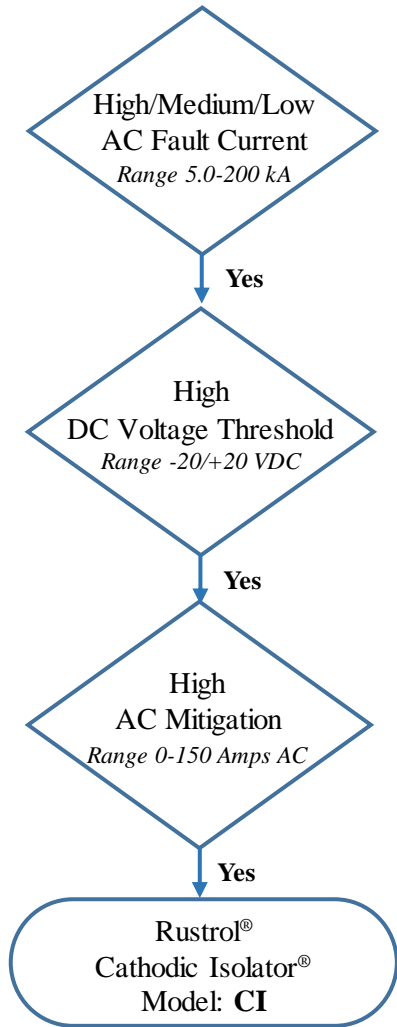 High/Medium/Low
AC Fault Current
Range 5.0-200 kA
Yes
High
DC Voltage Threshold
Range -20/+20 VDC
Yes
High
AC Mitigation
Range 0-150 Amps AC
Yes
Rustrol®
Cathodic Isolator®
Model: CI